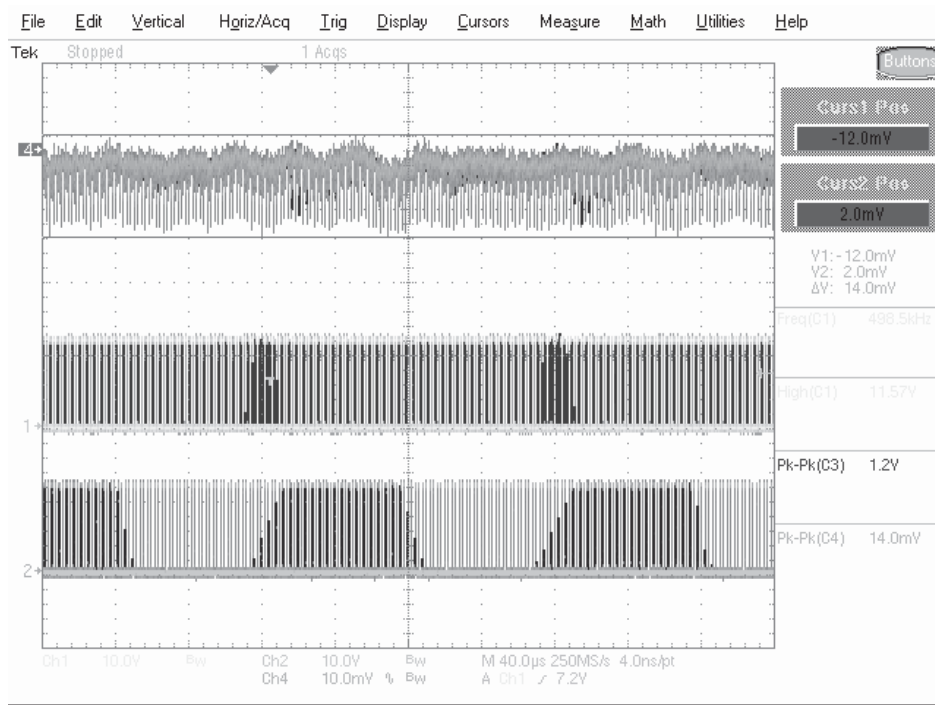 File Edit Vertical Horiz/Acq Trig Display Cursors Measure Math Utilities Help
Tek Stopped 1 Acqs
Buttons
Curs1 Pos
-12.0mV
4
Curs2 Pos
2.0mV
V1: -12.0mV
V2: 2.0mV
ΔV: 14.0mV
Freq(C1) 498.5kHz
High(C1) 11.57V
1
Pk-Pk(C3) 1.2V
Pk-Pk(C4) 14.0mV
2
Ch1 10.0V Bw Ch2 10.0V Bw M 40.0µs 250MS/s 4.0ns/pt
Ch4 10.0mV Bw A Ch1 7.2V